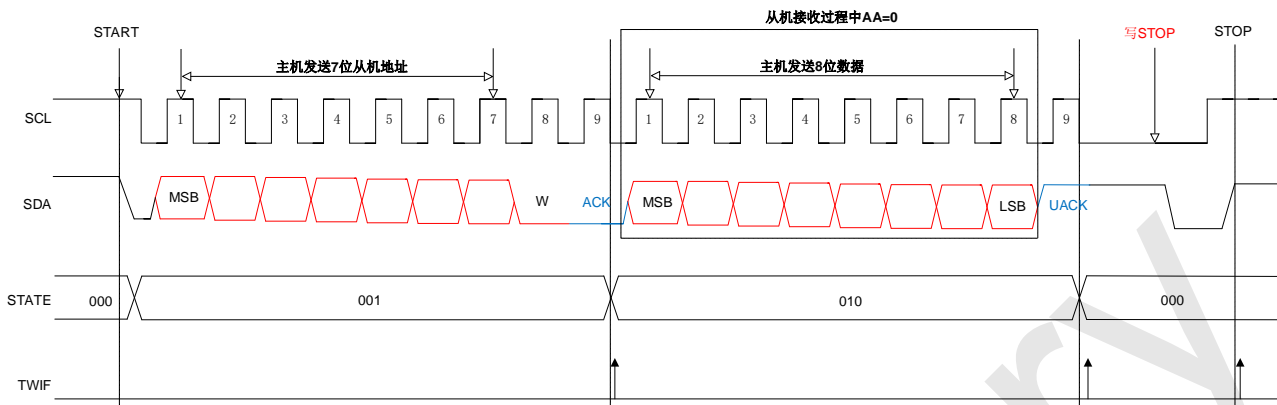 从机接收过程中AA=0
START
写STOP
STOP
主机发送7位从机地址
主机发送8位数据
SCL
1 2 3 4 5 6 7 8 9 1 2 3 4 5 6 7 8 9
SDA
MSB W ACK MSB LSB UACK
STATE
000 001 010 000
TWIF